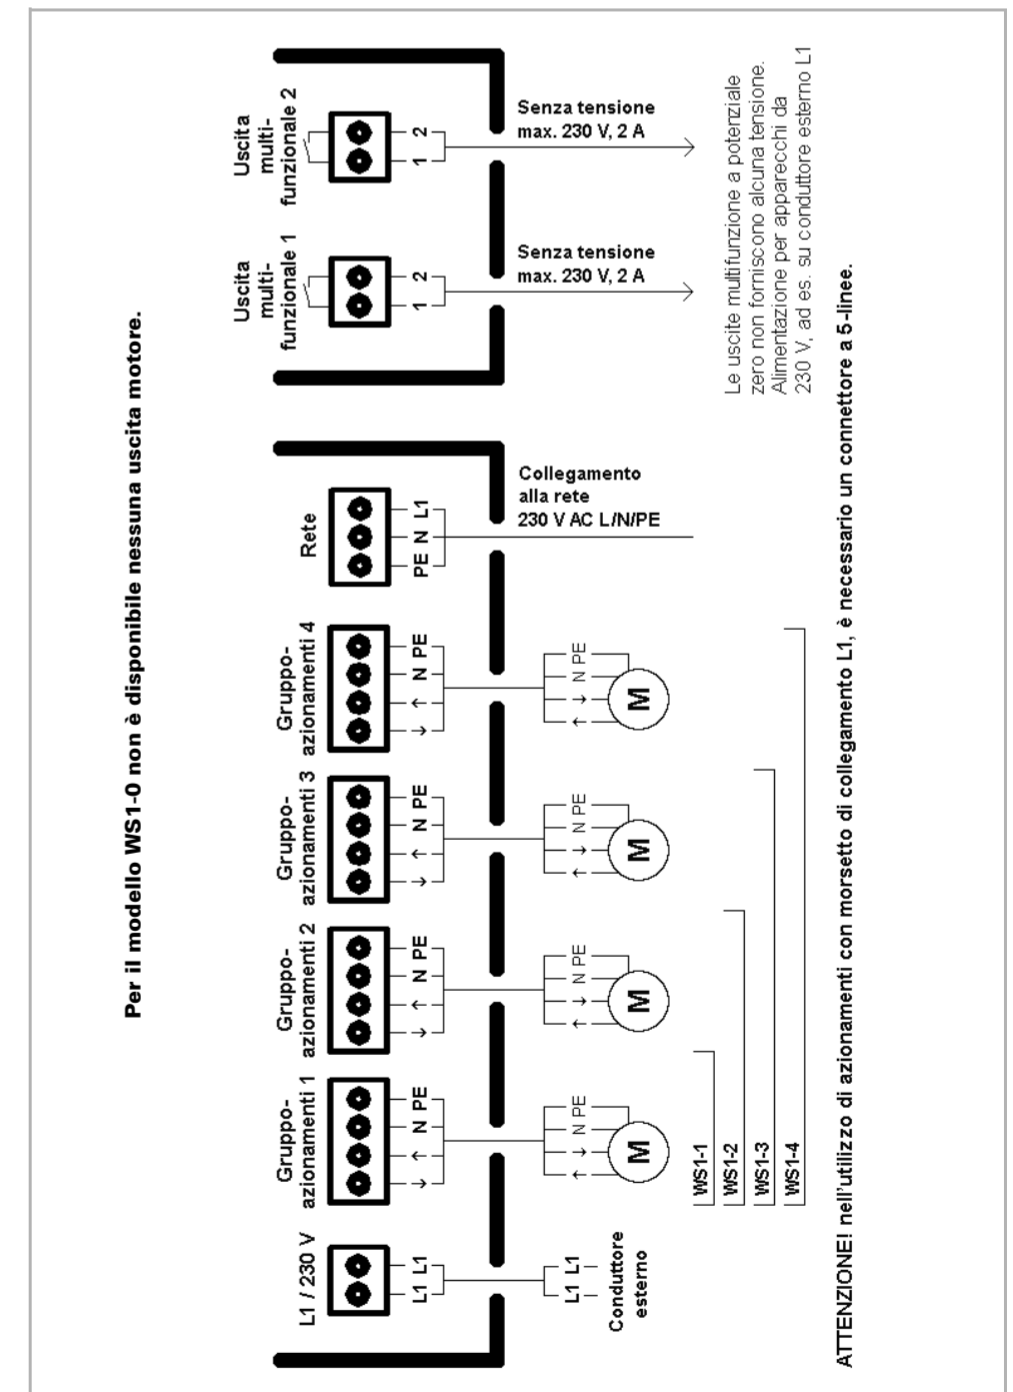 Per il modello WS1-0 non è disponibile nessuna uscita motore.
L1 / 230 V
Gruppo-
azionamenti 1
Gruppo-
azionamenti 2
Gruppo-
azionamenti 3
Gruppo-
azionamenti 4
Rete
Uscita
multi-
funzionale 1
Uscita
multi-
funzionale 2
L1 L1
↓ ↑ N PE
↓ ↑ N PE
↓ ↑ N PE
↓ ↑ N PE
PE N L1
1 2
1 2
L1 L1
Conduttore
esterno
↑ ↓ N PE
M
↑ ↓ N PE
M
↑ ↓ N PE
M
↑ ↓ N PE
M
Collegamento
alla rete
230 V AC L/N/PE
Senza tensione
max. 230 V, 2 A
Senza tensione
max. 230 V, 2 A
WS1-1
WS1-2
WS1-3
WS1-4
Le uscite multifunzione a potenziale
zero non forniscono alcuna tensione.
Alimentazione per apparecchi da
230 V, ad es. su conduttore esterno L1
ATTENZIONE! nell'utilizzo di azionamenti con morsetto di collegamento L1, è necessario un connettore a 5-linee.